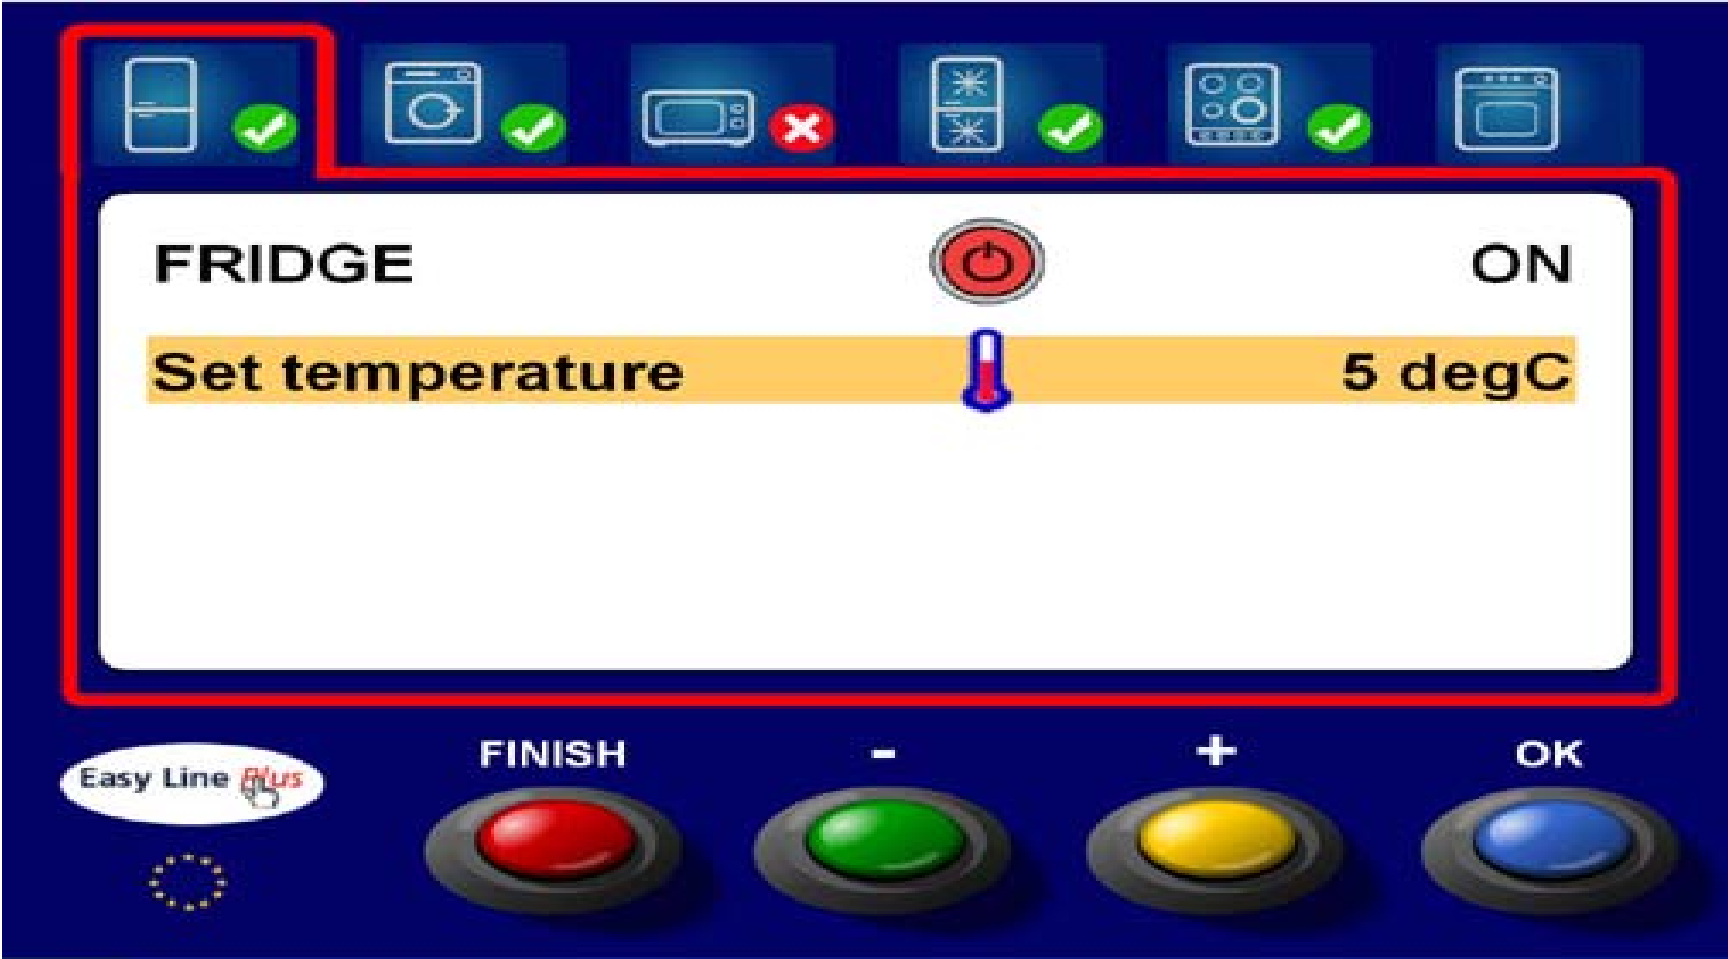 FRIDGE ON
Set temperature 5 degC
FINISH - + OK
Easy Line Plus